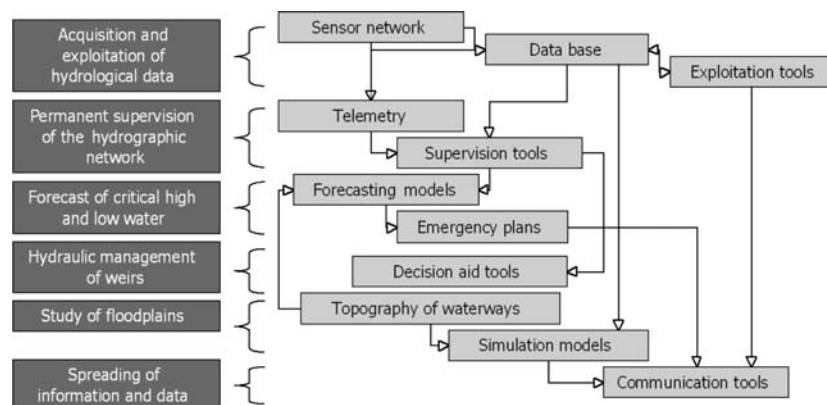 Acquisition and
exploitation of
hydrological data
Sensor network
Data base
Exploitation tools
Permanent supervision
of the hydrographic
network
Telemetry
Supervision tools
Forecast of critical high
and low water
Forecasting models
Emergency plans
Hydraulic management
of weirs
Decision aid tools
Study of floodplains
Topography of waterways
Simulation models
Spreading of
information and data
Communication tools